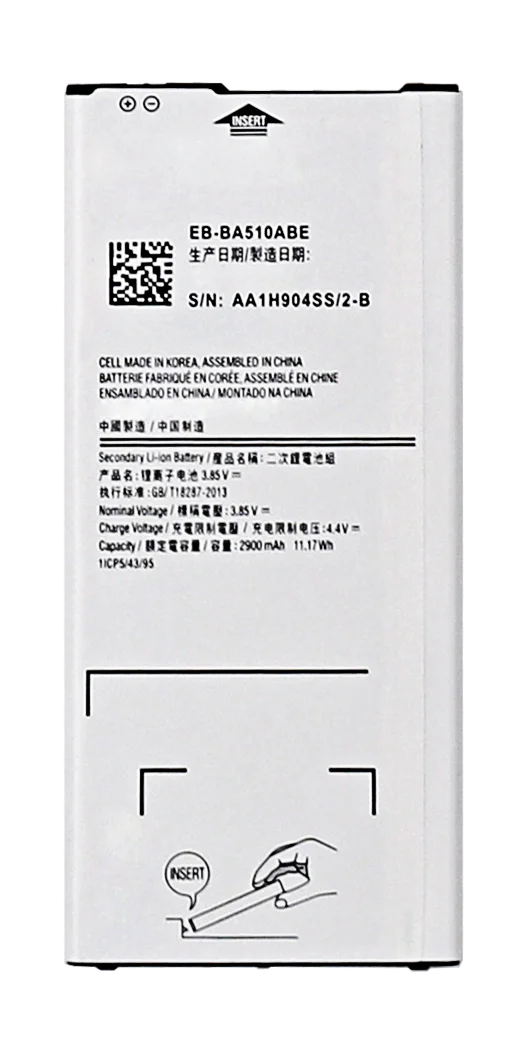 INSERT
EB-BA510ABE
生产日期/製造日期:
S/N: AA1H904SS/2-B
CELL MADE IN KOREA, ASSEMBLED IN CHINA
BATTERIE FABRIQUÉ EN CORÉE, ASSEMBLÉ EN CHINE
ENSAMBLADO EN CHINA/ MONTADO NA CHINA
中國製造 / 中国制造
Secondary Li-ion Battery / 產品名稱: 二次鋰電池組
产品名: 锂离子电池 3.85V ⎓
执行标准: GB/ T18287-2013
Nominal Voltage / 標稱電壓: 3.85V ⎓
Charge Voltage / 充電限制電壓 / 充电限制电压: 4.4V ⎓
Capacity / 額定電容量 / 容量: 2900 mAh 11.17 Wh
1ICP5/43/95
INSERT